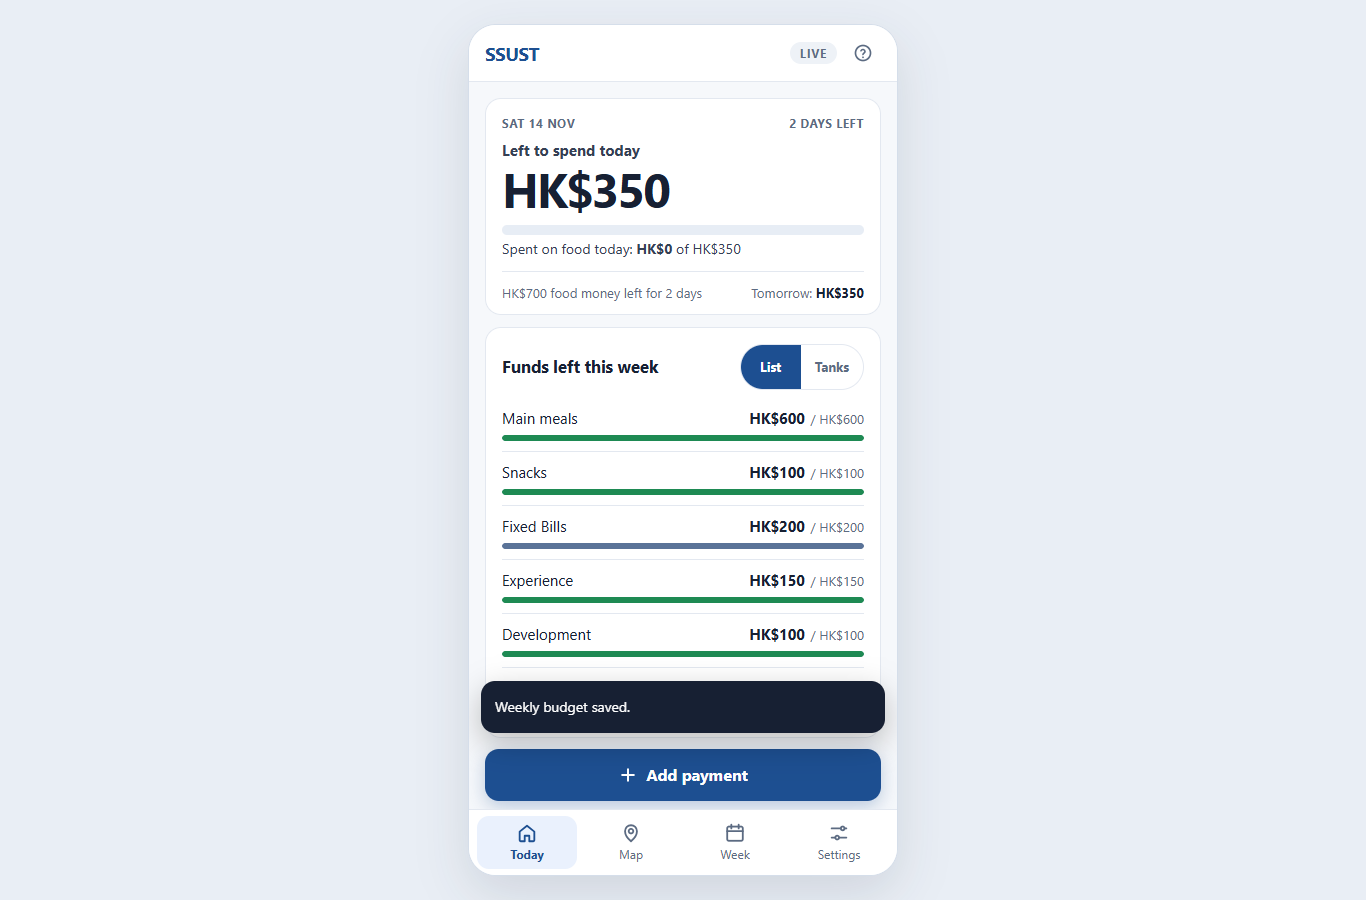 SSUST
LIVE
SAT 14 NOV
2 DAYS LEFT
Left to spend today
HK$350
Spent on food today: HK$0 of HK$350
HK$700 food money left for 2 days
Tomorrow: HK$350
Funds left this week
List
Tanks
Main meals
HK$600 / HK$600
Snacks
HK$100 / HK$100
Fixed Bills
HK$200 / HK$200
Experience
HK$150 / HK$150
Development
HK$100 / HK$100
Weekly budget saved.
+ Add payment
Today
Map
Week
Settings